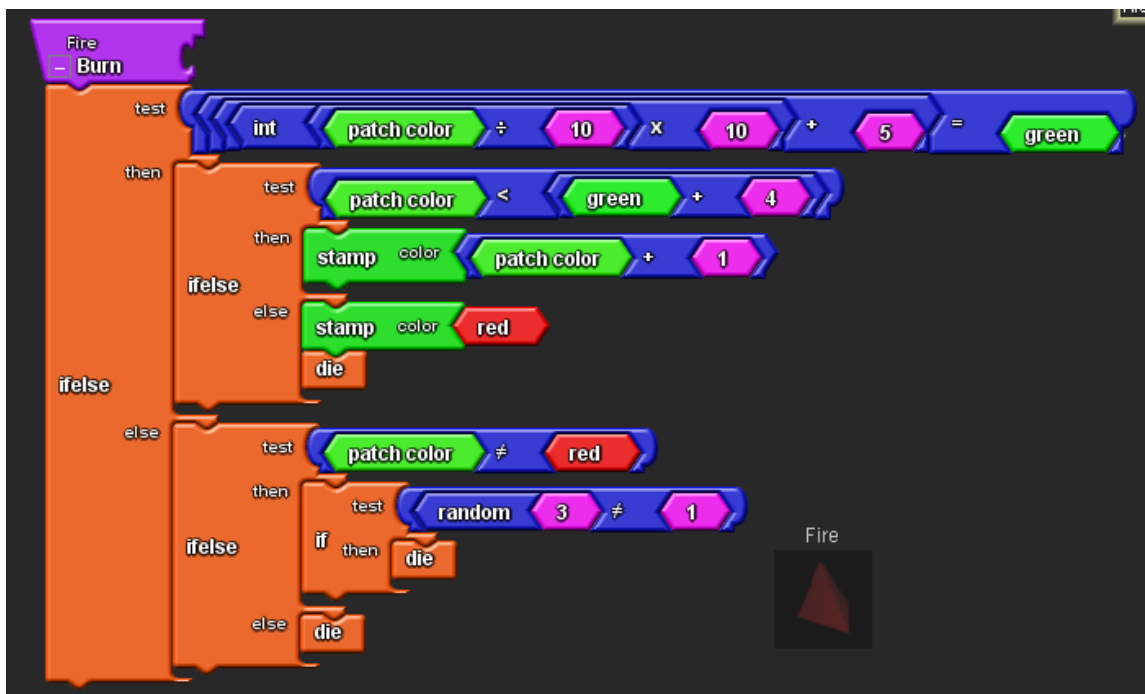 Fire
– Burn
test int patch color ÷ 10 x 10 + 5 = green
then
test patch color < green + 4
then stamp color patch color + 1
ifelse
else stamp color red
die
ifelse
else
test patch color ≠ red
then
test random 3 ≠ 1
ifelse
if then die
Fire
else die